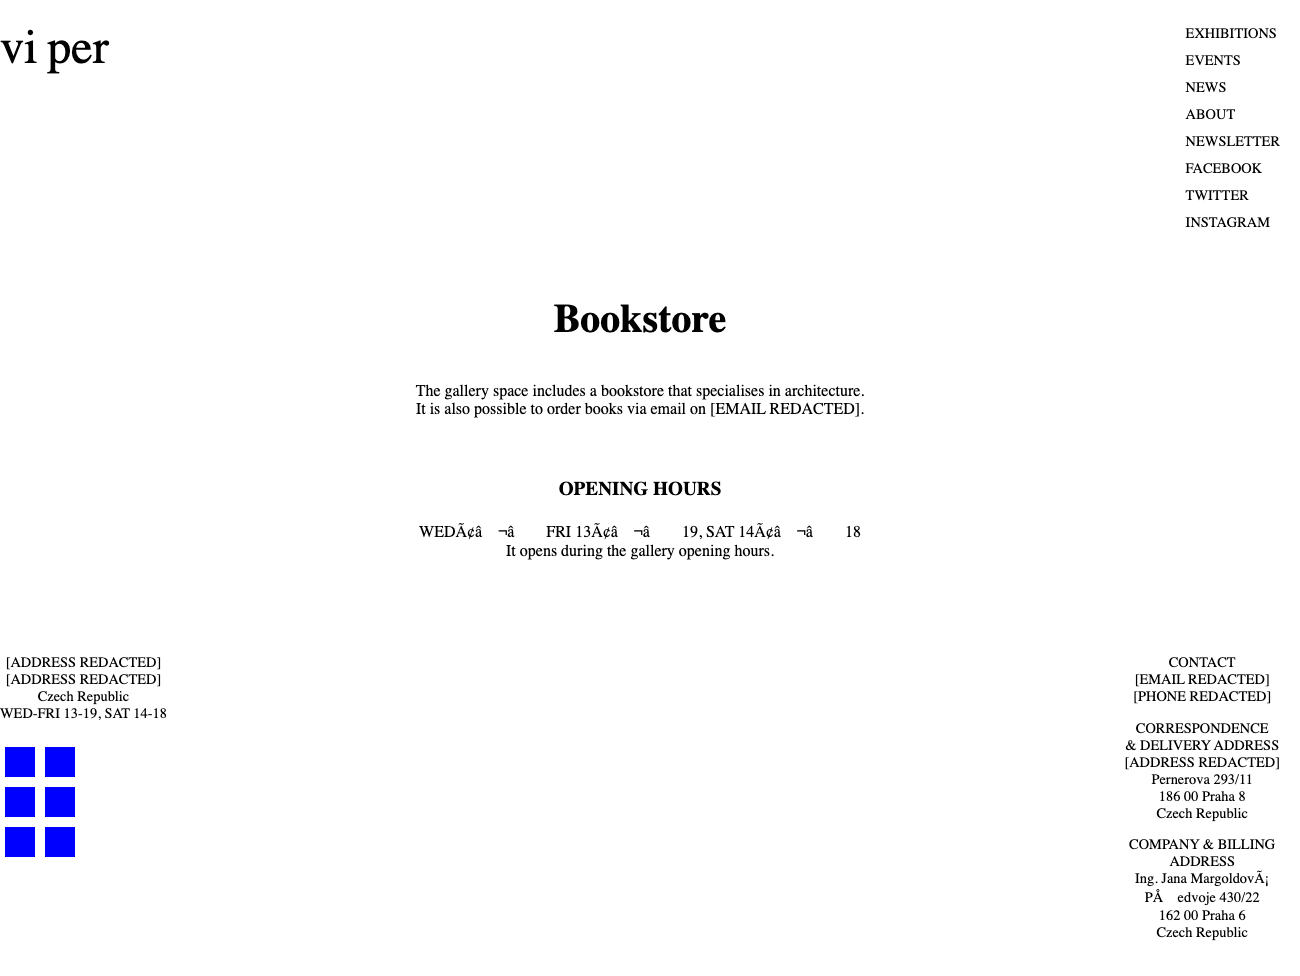 vi per
EXHIBITIONS
EVENTS
NEWS
ABOUT
NEWSLETTER
FACEBOOK
TWITTER
INSTAGRAM
Bookstore
The gallery space includes a bookstore that specialises in architecture.
It is also possible to order books via email on [EMAIL REDACTED].
OPENING HOURS
WEDÃ¢â ¬â FRI 13Ã¢â ¬â 19, SAT 14Ã¢â ¬â 18
It opens during the gallery opening hours.
[ADDRESS REDACTED]
[ADDRESS REDACTED]
Czech Republic
WED-FRI 13-19, SAT 14-18
CONTACT
[EMAIL REDACTED]
[PHONE REDACTED]
CORRESPONDENCE
& DELIVERY ADDRESS
[ADDRESS REDACTED]
Pernerova 293/11
186 00 Praha 8
Czech Republic
COMPANY & BILLING
ADDRESS
Ing. Jana MargoldovÃ¡
PÅ edvoje 430/22
162 00 Praha 6
Czech Republic